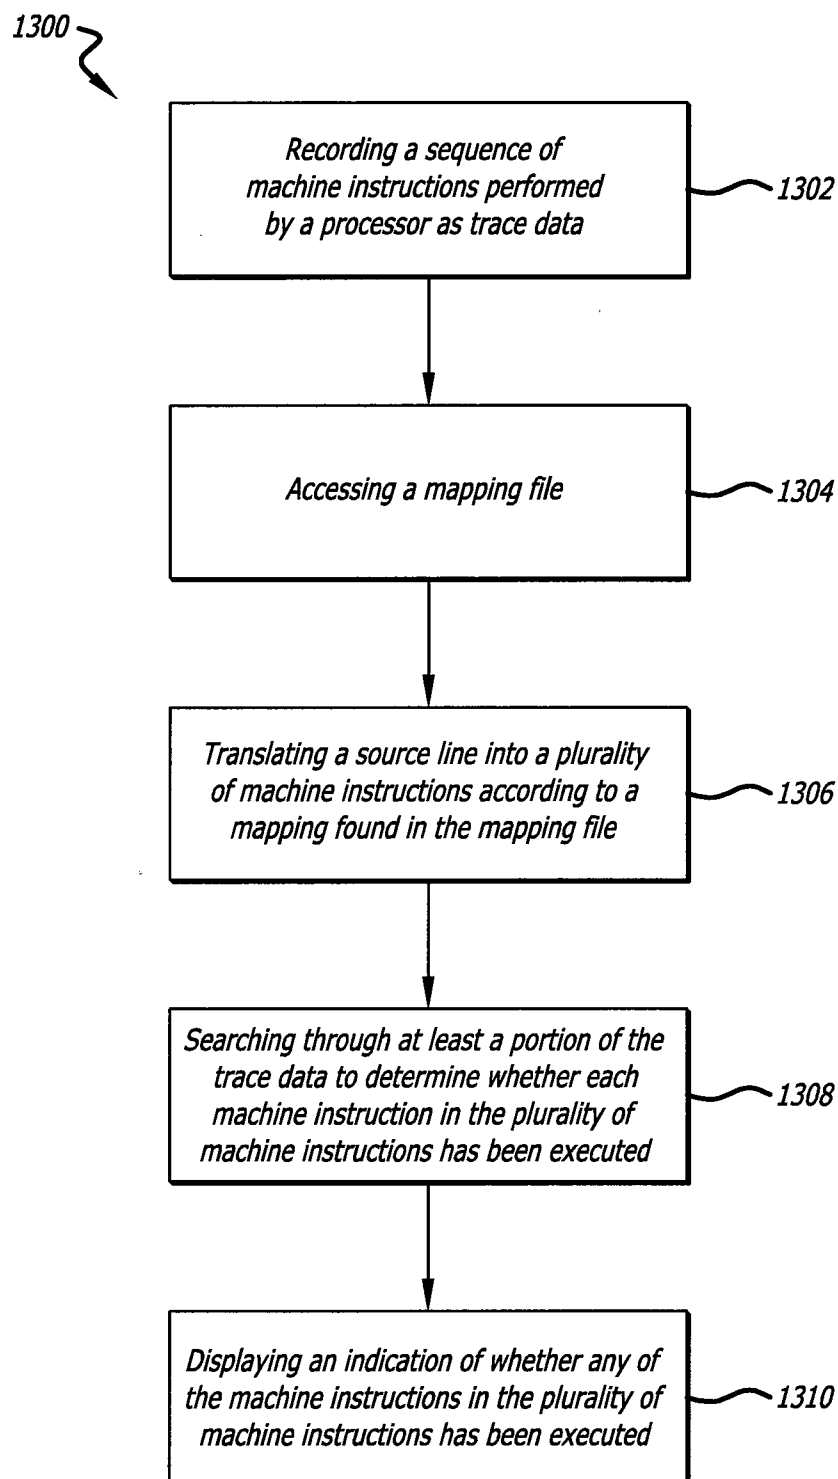 1300
Recording a sequence of
machine instructions performed
by a processor as trace data
1302
Accessing a mapping file
1304
Translating a source line into a plurality
of machine instructions according to a
mapping found in the mapping file
1306
Searching through at least a portion of the
trace data to determine whether each
machine instruction in the plurality of
machine instructions has been executed
1308
Displaying an indication of whether any of
the machine instructions in the plurality of
machine instructions has been executed
1310